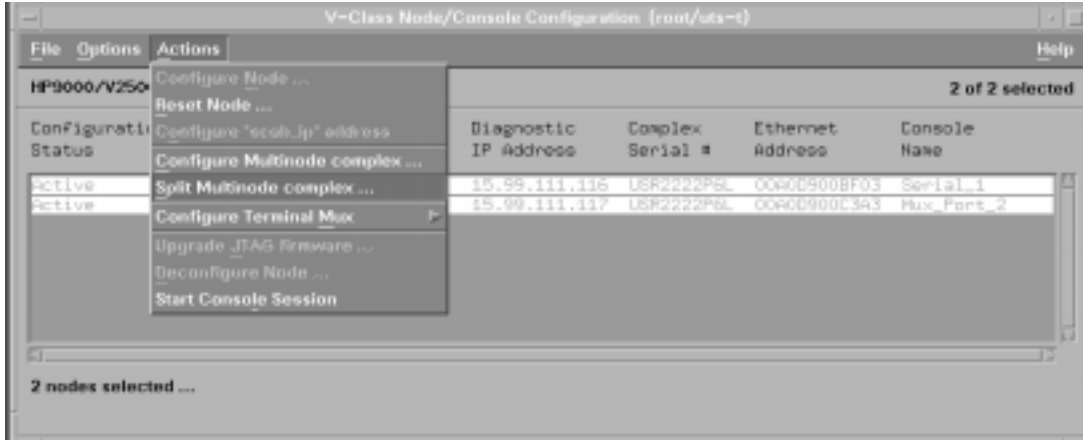 V-Class Node/Console Configuration (root/uts-t)
File Options Actions Help
HP9000/V250 2 of 2 selected
Configure Node ...
Reset Node ...
Configurati Configure "scub_ip" address Diagnostic Complex Ethernet Console
Status IP Address Serial # Address Name
Configure Multinode complex ...
Active Split Multinode complex ... 15.99.111.116 USR2222P6L 00A0D900BF03 Serial_1
Active 15.99.111.117 USR2222P6L 00A0D900C3A3 Mux_Port_2
Configure Terminal Mux
Upgrade JTAG firmware ...
Deconfigure Node ...
Start Console Session
2 nodes selected ...